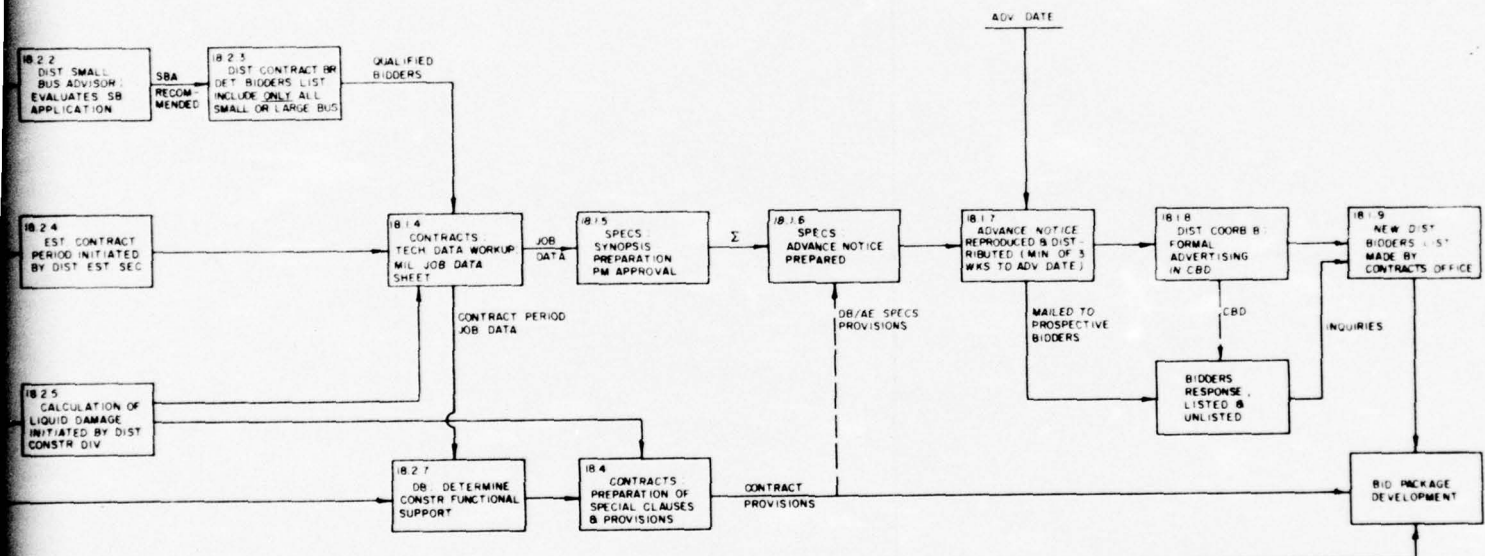 ADV DATE
18.2.2
DIST SMALL
BUS ADVISOR:
EVALUATES SB
APPLICATION
SBA
RECOM-
MENDED
18.2.3
DIST CONTRACT BR
DET BIDDERS LIST
INCLUDE ONLY ALL
SMALL OR LARGE BUS
QUALIFIED
BIDDERS
18.2.4
EST CONTRACT
PERIOD INITIATED
BY DIST EST SEC
18.1.4
CONTRACTS:
TECH DATA WORKUP,
MIL JOB DATA
SHEET
JOB
DATA
18.1.5
SPECS:
SYNOPSIS
PREPARATION
PM APPROVAL
Σ
18.1.6
SPECS:
ADVANCE NOTICE
PREPARED
18.1.7
ADVANCE NOTICE
REPRODUCED & DIST-
RIBUTED (MIN OF 3
WKS TO ADV DATE)
18.1.8
DIST COORB B:
FORMAL
ADVERTISING
IN CBD
18.1.9
NEW DIST
BIDDERS LIST
MADE BY
CONTRACTS OFFICE
CONTRACT PERIOD
JOB DATA
DB/AE SPECS
PROVISIONS
MAILED TO
PROSPECTIVE
BIDDERS
CBD
INQUIRIES
BIDDERS
RESPONSE,
LISTED &
UNLISTED
18.2.5
CALCULATION OF
LIQUID DAMAGE
INITIATED BY DIST
CONSTR DIV
18.2.7
DB DETERMINE
CONSTR FUNCTIONAL
SUPPORT
18.4
CONTRACTS:
PREPARATION OF
SPECIAL CLAUSES
& PROVISIONS
CONTRACT
PROVISIONS
BID PACKAGE
DEVELOPMENT